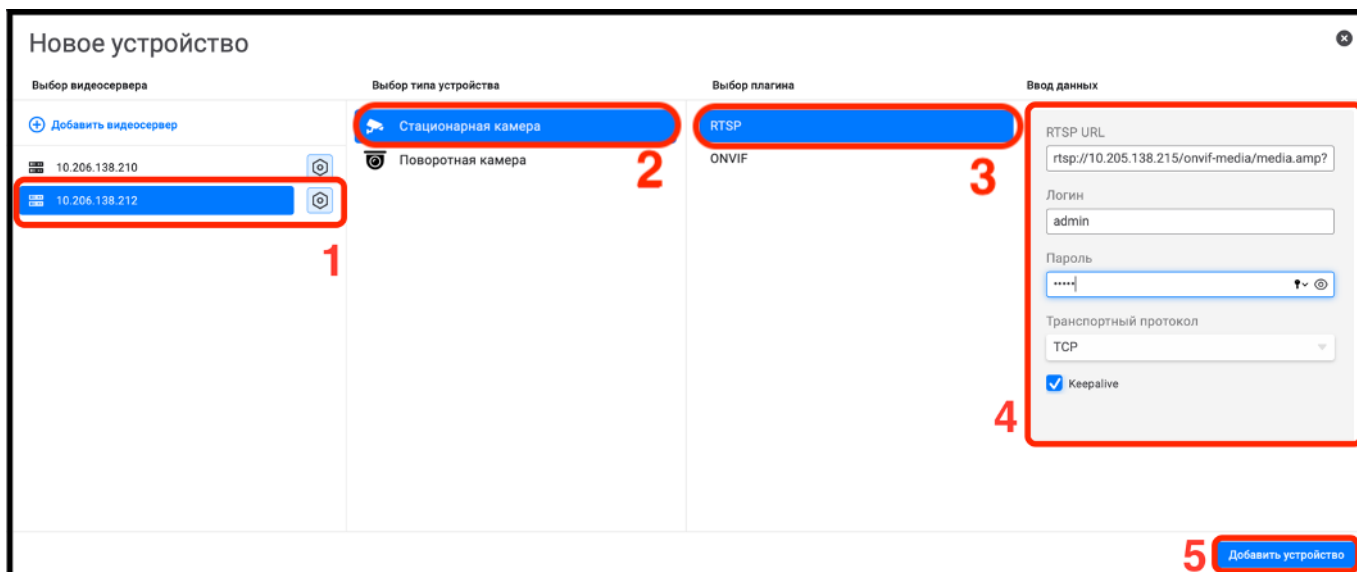 Новое устройство
Выбор видеосервера
Выбор типа устройства
Выбор плагина
Ввод данных
Добавить видеосервер
10.206.138.210
10.206.138.212
1
Стационарная камера
Поворотная камера
2
RTSP
ONVIF
3
RTSP URL
rtsp://10.205.138.215/onvif-media/media.amp?
Логин
admin
Пароль
•••••
Транспортный протокол
TCP
Keepalive
4
5
Добавить устройство